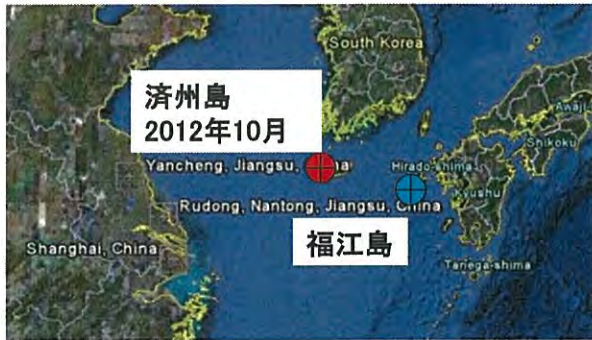 South Korea
済州島
2012年10月
Awaji
Shikoku
Yancheng, Jiangsu,
Hirado-shima
Kyushu
Rudong, Nantong, Jiangsu, China
Shanghai, China
福江島
Tanega-shima